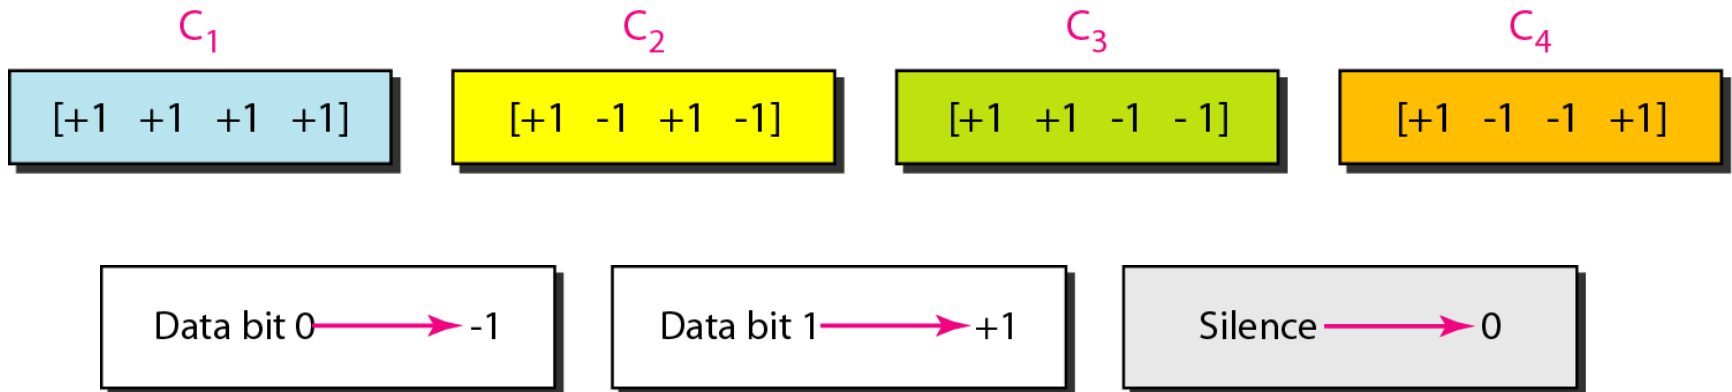 C1 C2 C3 C4
[+1 +1 +1 +1] [+1 -1 +1 -1] [+1 +1 -1 - 1] [+1 -1 -1 +1]
Data bit 0 -1 Data bit 1 +1 Silence 0